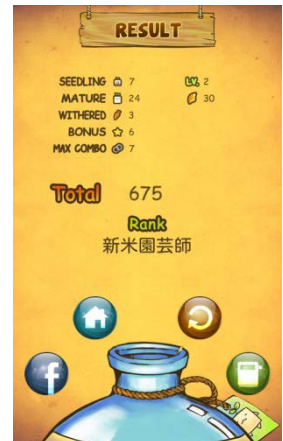 RESULT
SEEDLING 7 LV. 2
MATURE 24 30
WITHERED 3
BONUS 6
MAX COMBO 7
Total 675
Rank
新米園芸師
f